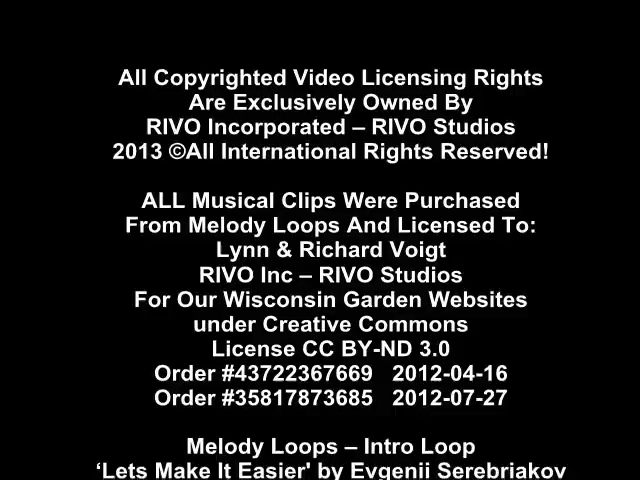 All Copyrighted Video Licensing Rights
Are Exclusively Owned By
RIVO Incorporated – RIVO Studios
2013 ©All International Rights Reserved!
ALL Musical Clips Were Purchased
From Melody Loops And Licensed To:
Lynn & Richard Voigt
RIVO Inc – RIVO Studios
For Our Wisconsin Garden Websites
under Creative Commons
License CC BY-ND 3.0
Order #43722367669   2012-04-16
Order #35817873685   2012-07-27
Melody Loops – Intro Loop
‘Lets Make It Easier' by Evgenii Serebriakov